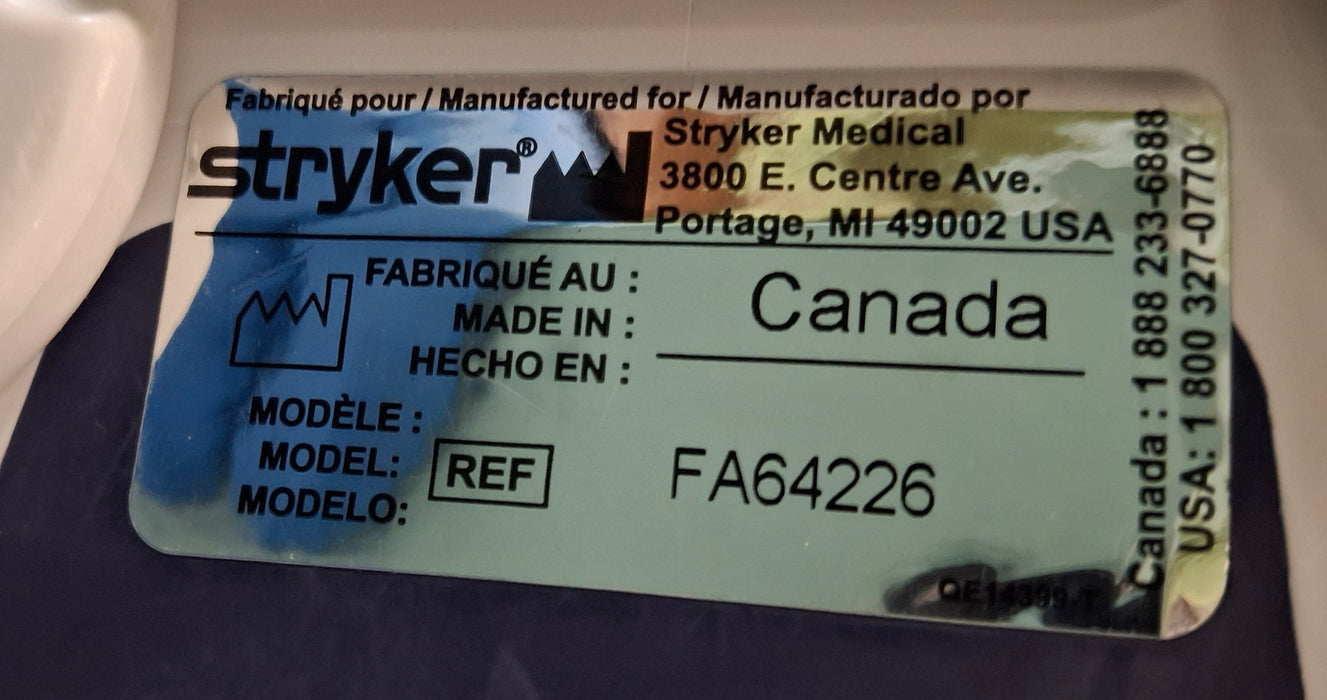 Fabriqué pour / Manufactured for / Manufacturado por
stryker®
Stryker Medical
3800 E. Centre Ave.
Portage, MI 49002 USA
FABRIQUÉ AU :
MADE IN :
HECHO EN :
Canada
MODÈLE :
MODEL:
MODELO:
REF
FA64226
QE14399-T
Canada : 1 888 233-6888
USA: 1 800 327-0770